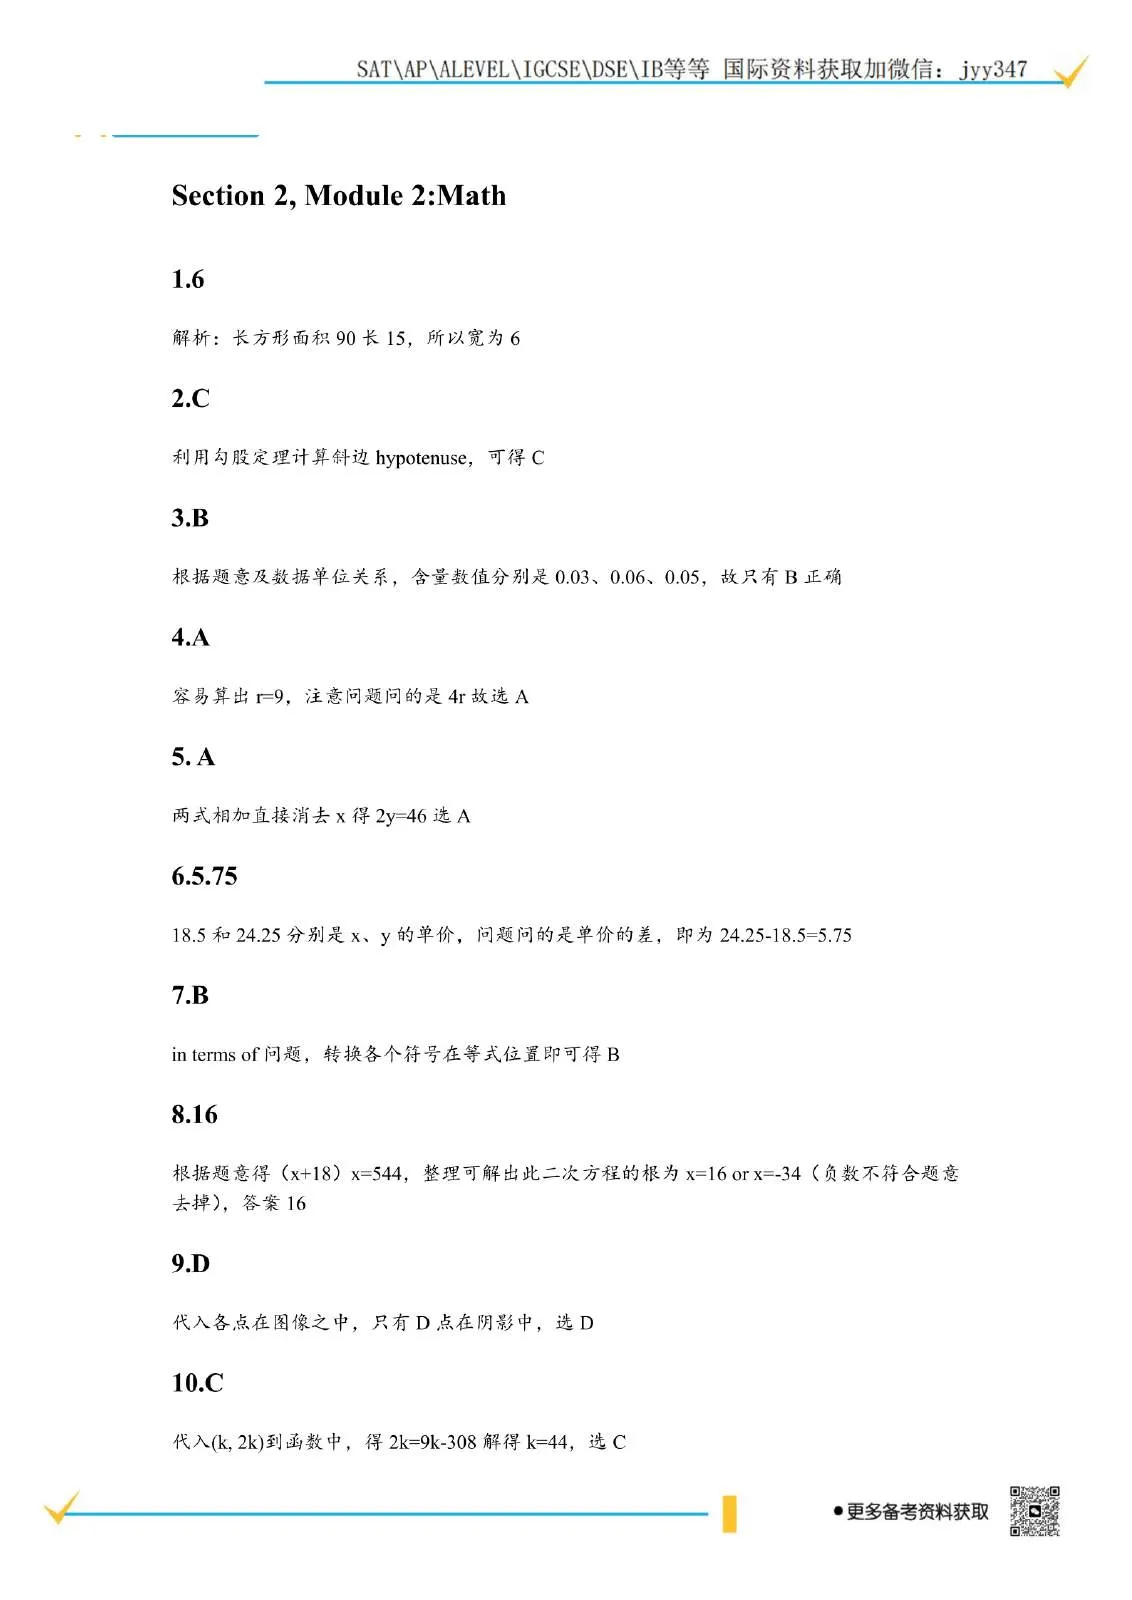 SAT\AP\ALEVEL\IGCSE\DSE\IB等等 国际资料获取加微信：jyy347
Section 2, Module 2:Math
1.6
解析：长方形面积 90 长 15，所以宽为 6
2.C
利用勾股定理计算斜边 hypotenuse，可得 C
3.B
根据题意及数据单位关系，含量数值分别是 0.03、0.06、0.05，故只有 B 正确
4.A
容易算出 r=9，注意问题问的是 4r 故选 A
5. A
两式相加直接消去 x 得 2y=46 选 A
6.5.75
18.5 和 24.25 分别是 x、y 的单价，问题问的是单价的差，即为 24.25-18.5=5.75
7.B
in terms of 问题，转换各个符号在等式位置即可得 B
8.16
根据题意得（x+18）x=544，整理可解出此二次方程的根为 x=16 or x=-34（负数不符合题意
去掉），答案 16
9.D
代入各点在图像之中，只有 D 点在阴影中，选 D
10.C
代入(k, 2k)到函数中，得 2k=9k-308 解得 k=44，选 C
●更多备考资料获取